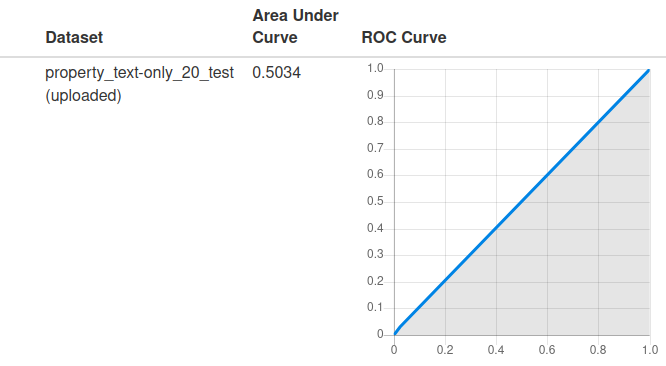 Area Under
Dataset Curve ROC Curve
property_text-only_20_test 0.5034
(uploaded)
1.0
0.9
0.8
0.7
0.6
0.5
0.4
0.3
0.2
0.1
0
0 0.2 0.4 0.6 0.8 1.0